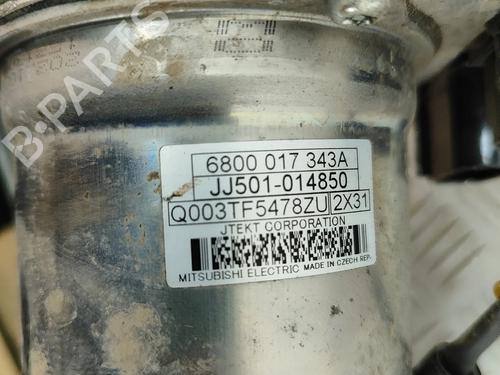 B-PARTS
6800 017 343A
JJ501-014850
Q003TF5478ZU 2X31
JTEKT CORPORATION
MITSUBISHI ELECTRIC MADE IN CZECH REP.